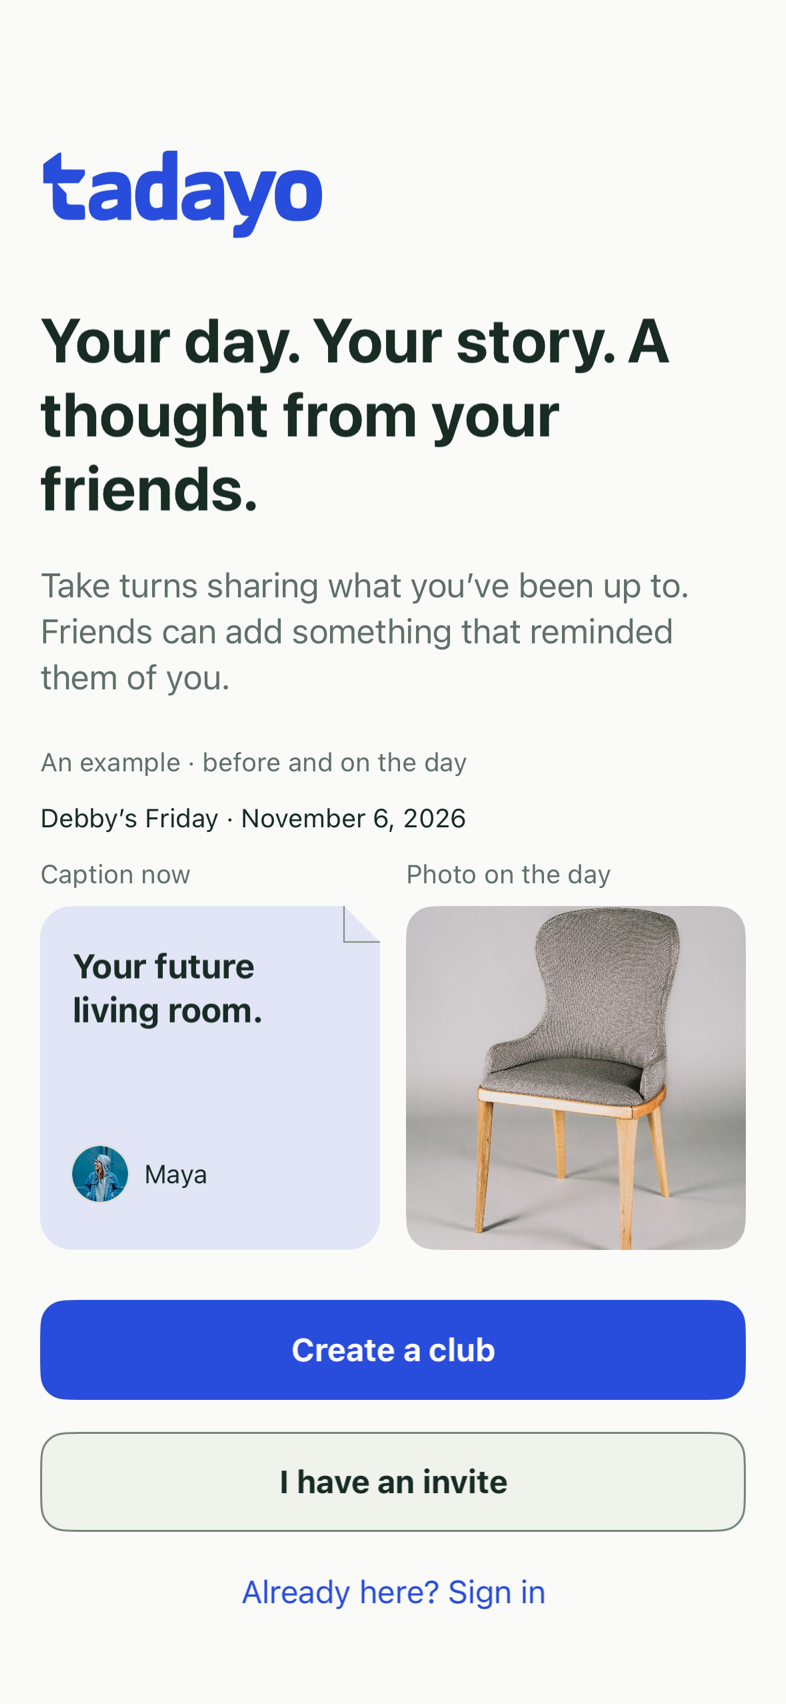 tadayo
Your day. Your story. A
thought from your
friends.
Take turns sharing what you’ve been up to.
Friends can add something that reminded
them of you.
An example · before and on the day
Debby’s Friday · November 6, 2026
Caption now
Photo on the day
Your future
living room.
Maya
Create a club
I have an invite
Already here? Sign in